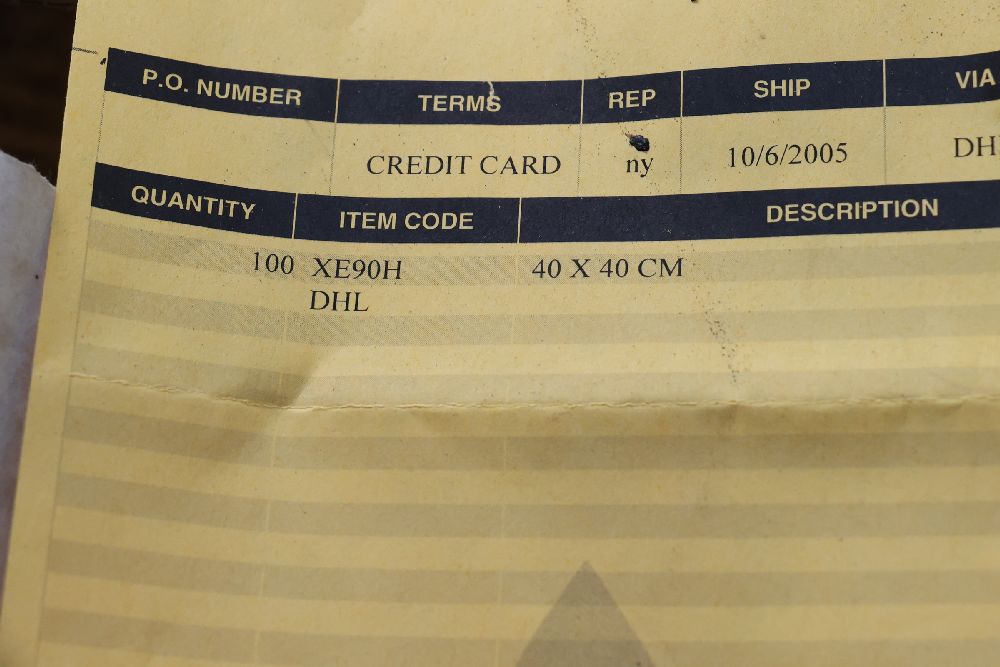 P.O. NUMBER TERMS REP SHIP VIA
CREDIT CARD ny 10/6/2005
QUANTITY ITEM CODE DESCRIPTION
100 XE90H 40 X 40 CM
DHL